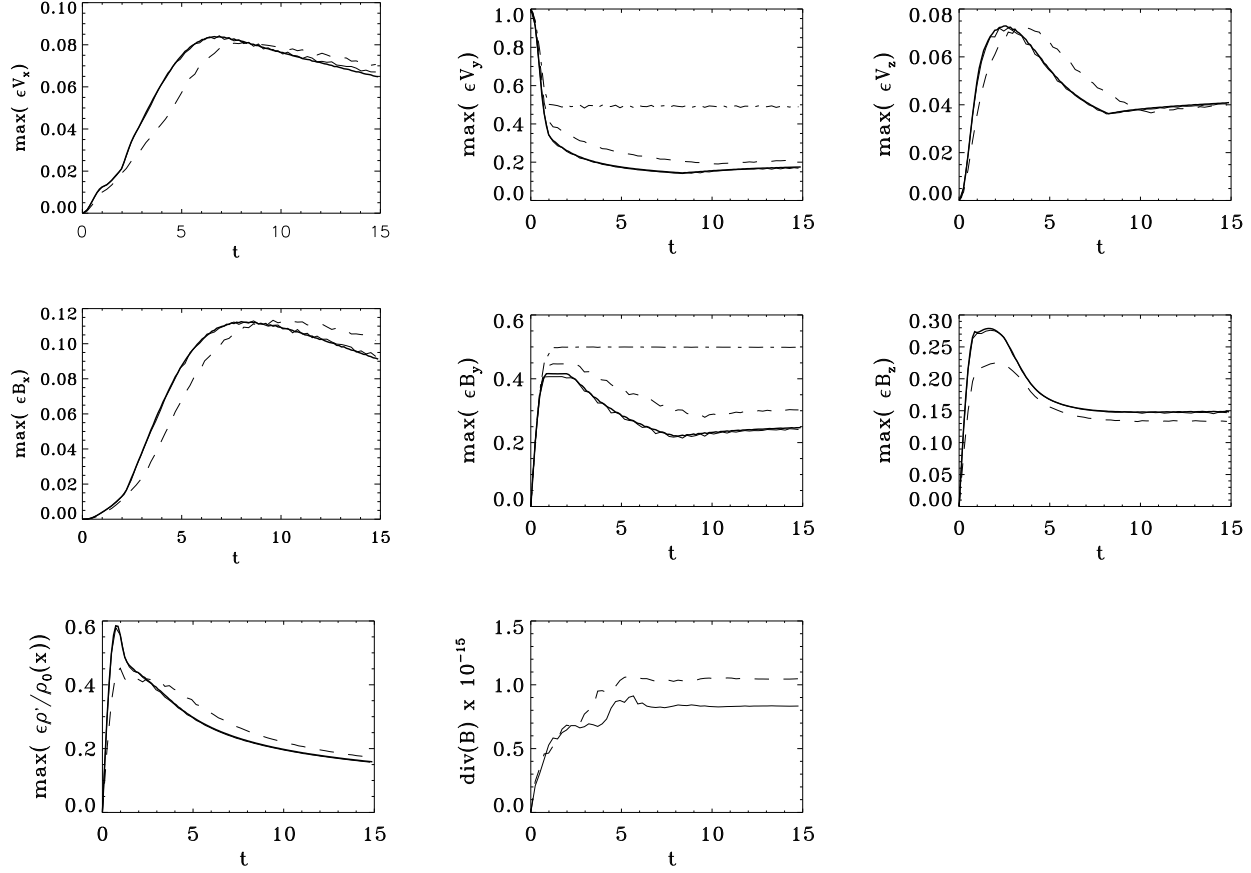 max( ϵV_x)
0.10
0.08
0.06
0.04
0.02
0.00
0 5 10 15
t
max( ϵV_y)
1.0
0.8
0.6
0.4
0.2
0.0
0 5 10 15
t
max( ϵV_z)
0.08
0.06
0.04
0.02
0.00
0 5 10 15
t
max( ϵB_x)
0.12
0.10
0.08
0.06
0.04
0.02
0.00
0 5 10 15
t
max( ϵB_y)
0.6
0.4
0.2
0.0
0 5 10 15
t
max( ϵB_z)
0.30
0.25
0.20
0.15
0.10
0.05
0.00
0 5 10 15
t
max( ϵρ'/ρ_0(x))
0.6
0.4
0.2
0.0
0 5 10 15
t
div(B) x 10^-15
1.5
1.0
0.5
0.0
0 5 10 15
t